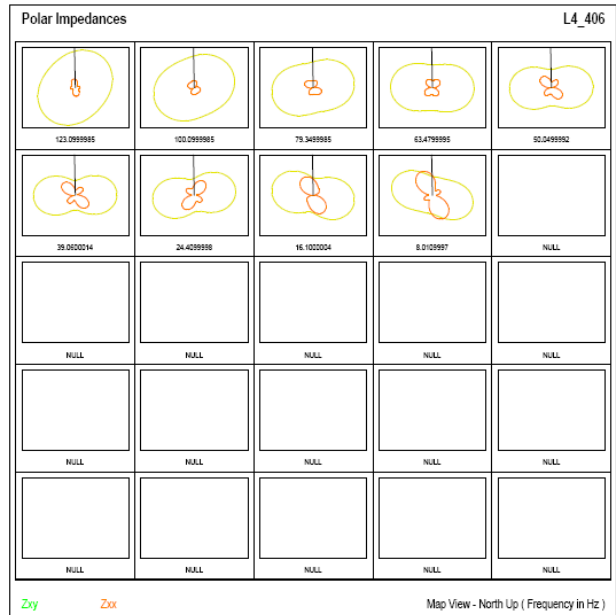 Polar Impedances L4_406
123.0999985 100.0999985 79.3499985 63.4799995 50.0499992
39.0600014 24.4099998 16.1000004 8.0109997 NULL
NULL NULL NULL NULL NULL
NULL NULL NULL NULL NULL
NULL NULL NULL NULL NULL
Zxy Zxx Map View - North Up ( Frequency in Hz )